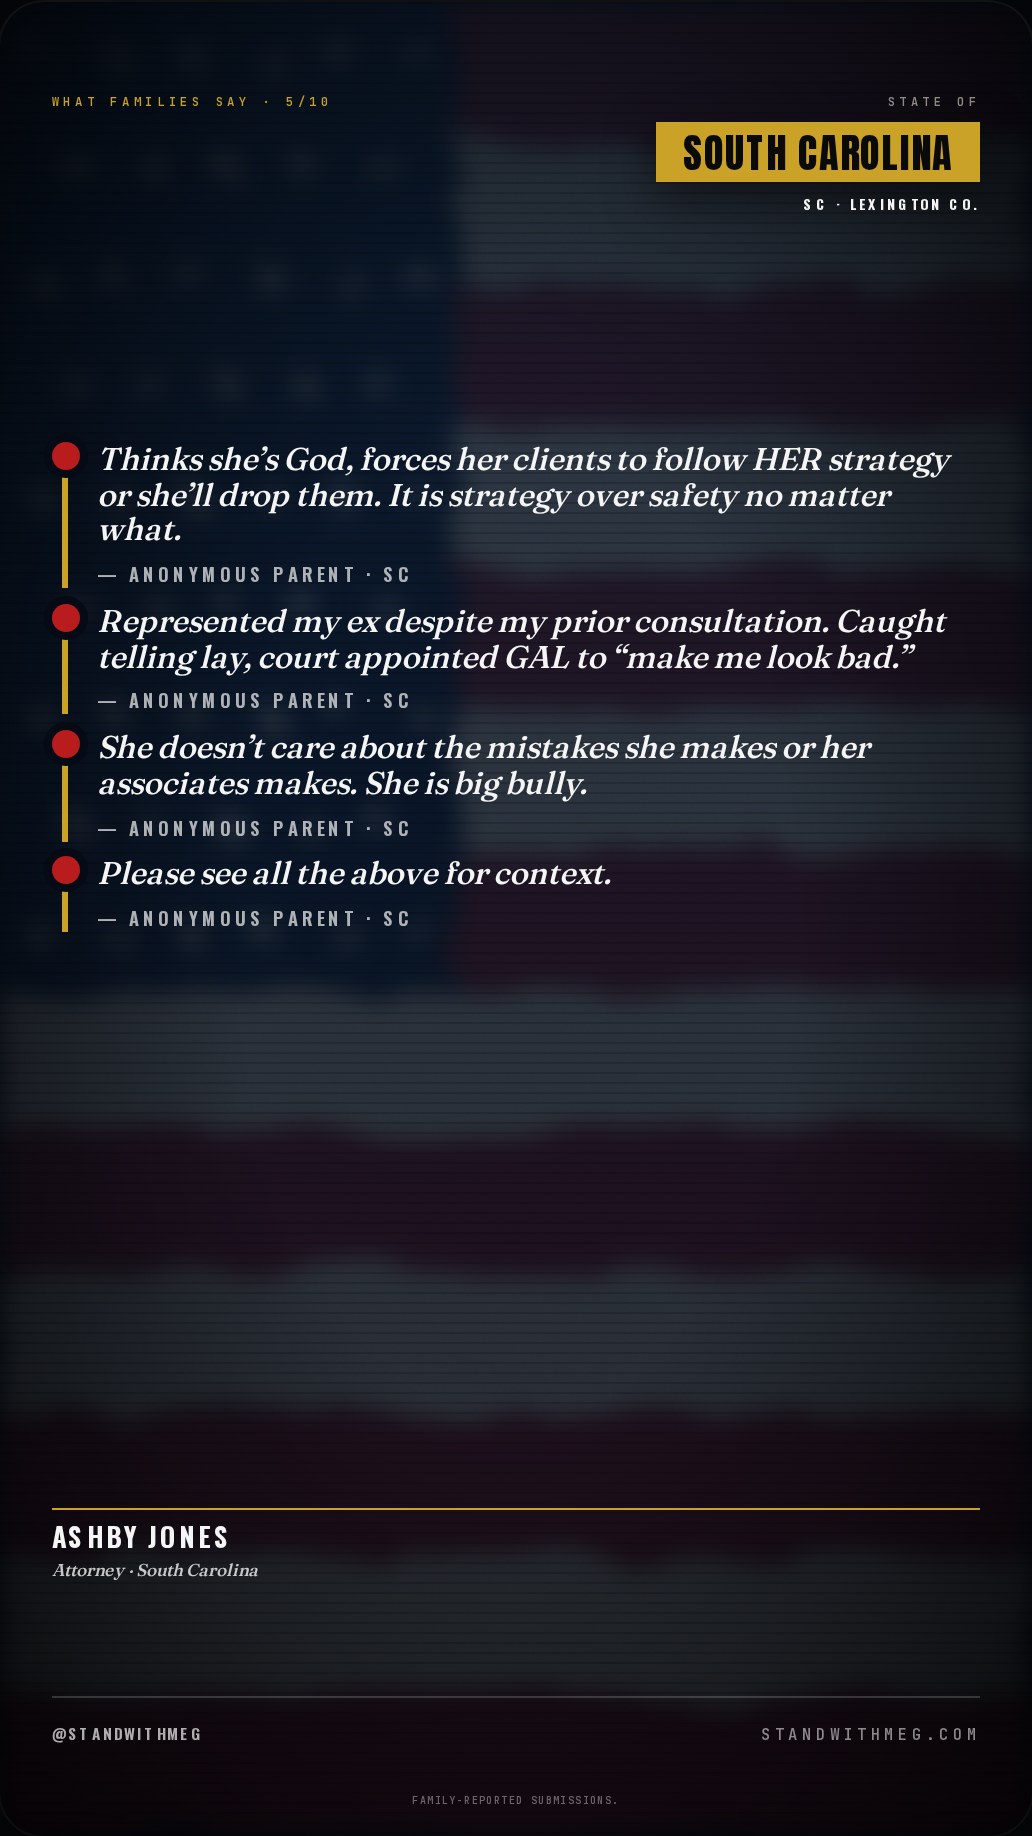 WHAT FAMILIES SAY · 5/10
STATE OF
SOUTH CAROLINA
SC · LEXINGTON CO.
Thinks she’s God, forces her clients to follow HER strategy
or she’ll drop them. It is strategy over safety no matter
what.
— ANONYMOUS PARENT · SC
Represented my ex despite my prior consultation. Caught
telling lay, court appointed GAL to “make me look bad.”
— ANONYMOUS PARENT · SC
She doesn’t care about the mistakes she makes or her
associates makes. She is big bully.
— ANONYMOUS PARENT · SC
Please see all the above for context.
— ANONYMOUS PARENT · SC
ASHBY JONES
Attorney · South Carolina
@STANDWITHMEG
STANDWITHMEG.COM
FAMILY-REPORTED SUBMISSIONS.